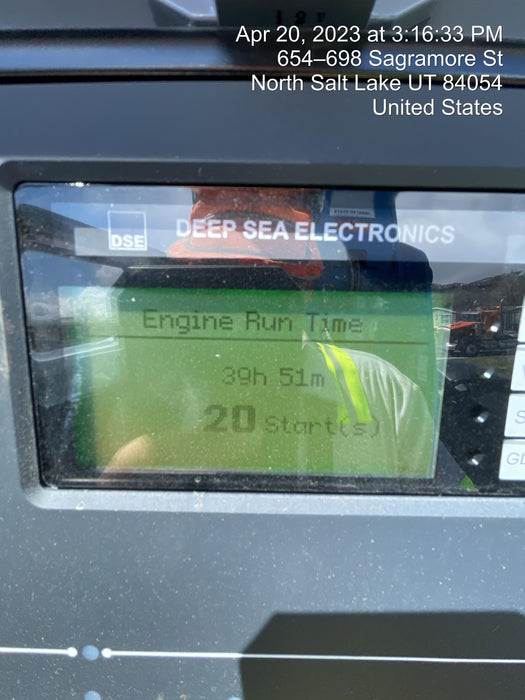 Apr 20, 2023 at 3:16:33 PM
654–698 Sagramore St
North Salt Lake UT 84054
United States
DSE DEEP SEA ELECTRONICS
Engine Run Time
39h 51m
20 Start(s)